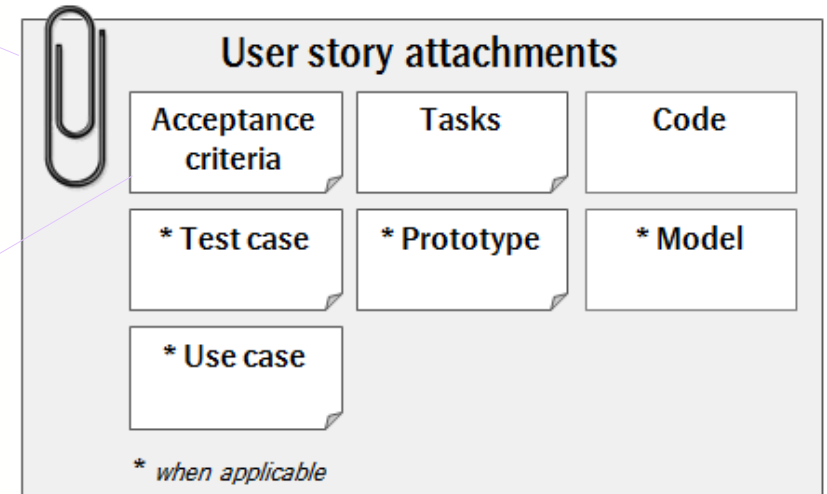 User story attachments
Acceptance
criteria
Tasks
Code
* Test case
* Prototype
* Model
* Use case
* when applicable